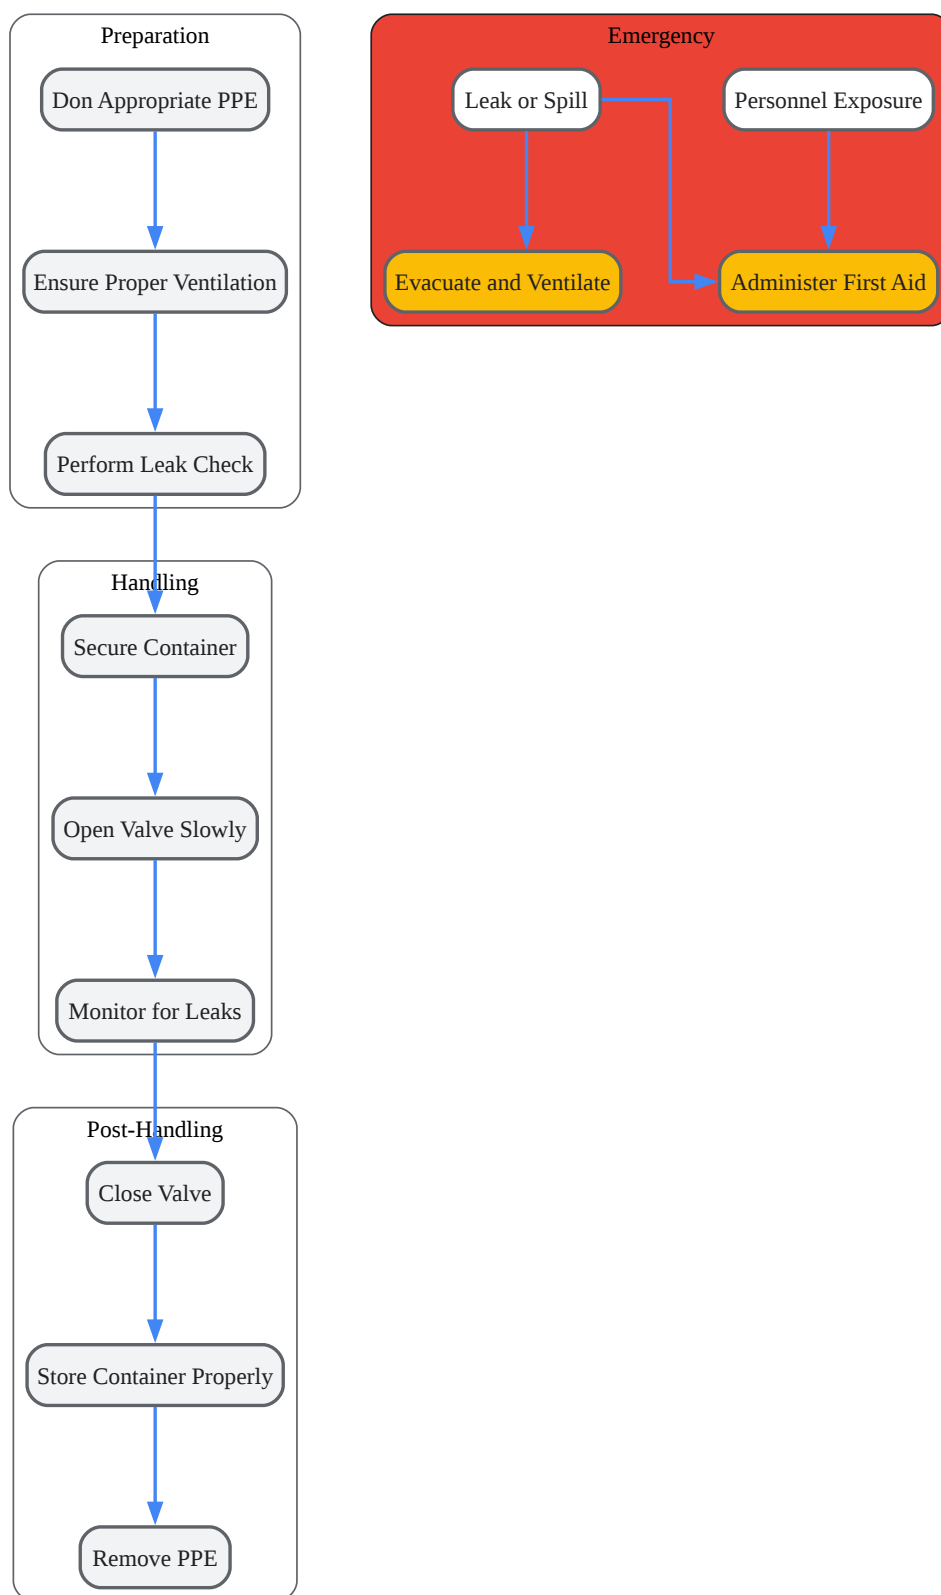 Preparation
Don Appropriate PPE
Ensure Proper Ventilation
Perform Leak Check
Handling
Secure Container
Open Valve Slowly
Monitor for Leaks
Post-Handling
Close Valve
Store Container Properly
Remove PPE
Emergency
Leak or Spill
Personnel Exposure
Evacuate and Ventilate
Administer First Aid